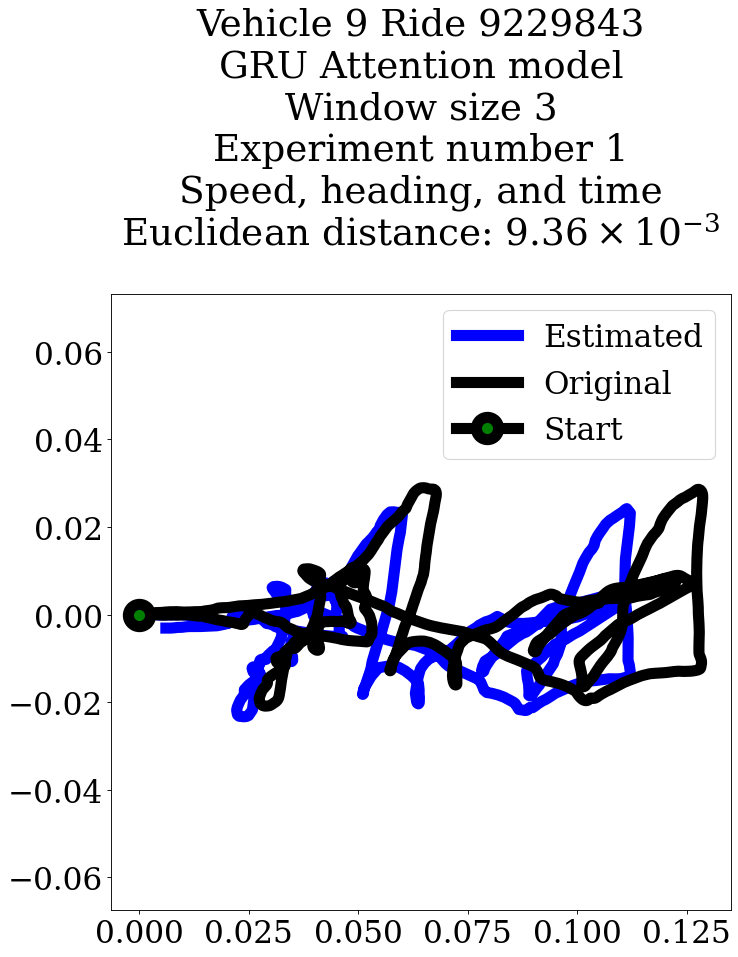 Vehicle 9 Ride 9229843
GRU Attention model
Window size 3
Experiment number 1
Speed, heading, and time
Euclidean distance: 9.36 × 10⁻³
Estimated
Original
Start
0.06
0.04
0.02
0.00
−0.02
−0.04
−0.06
0.000 0.025 0.050 0.075 0.100 0.125